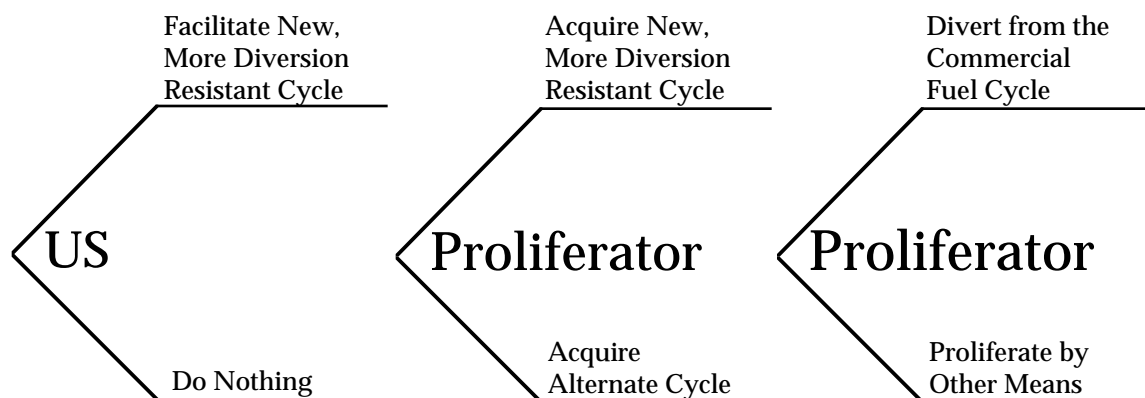 Facilitate New,
More Diversion
Resistant Cycle
US
Do Nothing
Acquire New,
More Diversion
Resistant Cycle
Proliferator
Acquire
Alternate Cycle
Divert from the
Commercial
Fuel Cycle
Proliferator
Proliferate by
Other Means